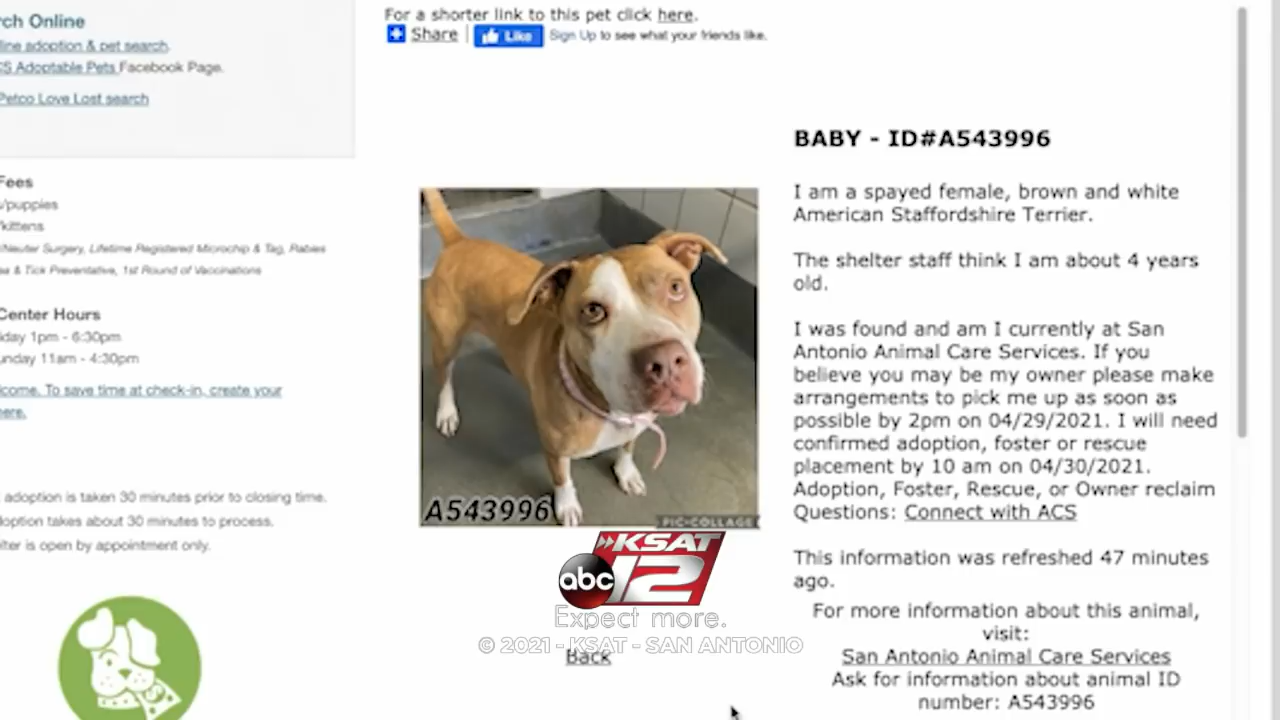 rch Online
line adoption & pet search.
CS Adoptable Pets Facebook Page.
Petco Love Lost search
Fees
s/puppies
/kittens
/Neuter Surgery, Lifetime Registered Microchip & Tag, Rabies
ea & Tick Preventative, 1st Round of Vaccinations
Center Hours
day 1pm - 6:30pm
unday 11am - 4:30pm
lcome. To save time at check-in, create your
here.
adoption is taken 30 minutes prior to closing time.
doption takes about 30 minutes to process.
lter is open by appointment only.
For a shorter link to this pet click here.
Share | Like Sign Up to see what your friends like.
A543996
PIC-COLLAGE
BABY - ID#A543996
I am a spayed female, brown and white
American Staffordshire Terrier.
The shelter staff think I am about 4 years
old.
I was found and am I currently at San
Antonio Animal Care Services. If you
believe you may be my owner please make
arrangements to pick me up as soon as
possible by 2pm on 04/29/2021. I will need
confirmed adoption, foster or rescue
placement by 10 am on 04/30/2021.
Adoption, Foster, Rescue, or Owner reclaim
Questions: Connect with ACS
This information was refreshed 47 minutes
ago.
For more information about this animal,
visit:
San Antonio Animal Care Services
Ask for information about animal ID
number: A543996
KSAT
abc 12
Expect more.
© 2021 - KSAT - SAN ANTONIO
Back